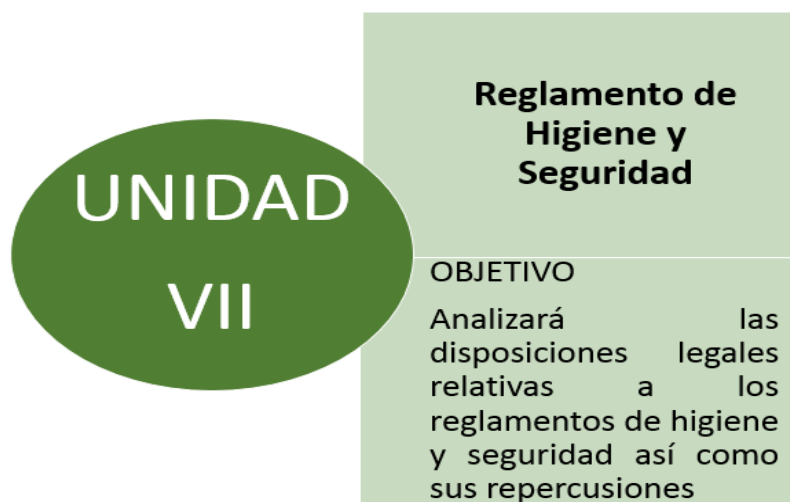 UNIDAD
VII
Reglamento de
Higiene y
Seguridad
OBJETIVO
Analizará las
disposiciones legales
relativas a los
reglamentos de higiene
y seguridad así como
sus repercusiones